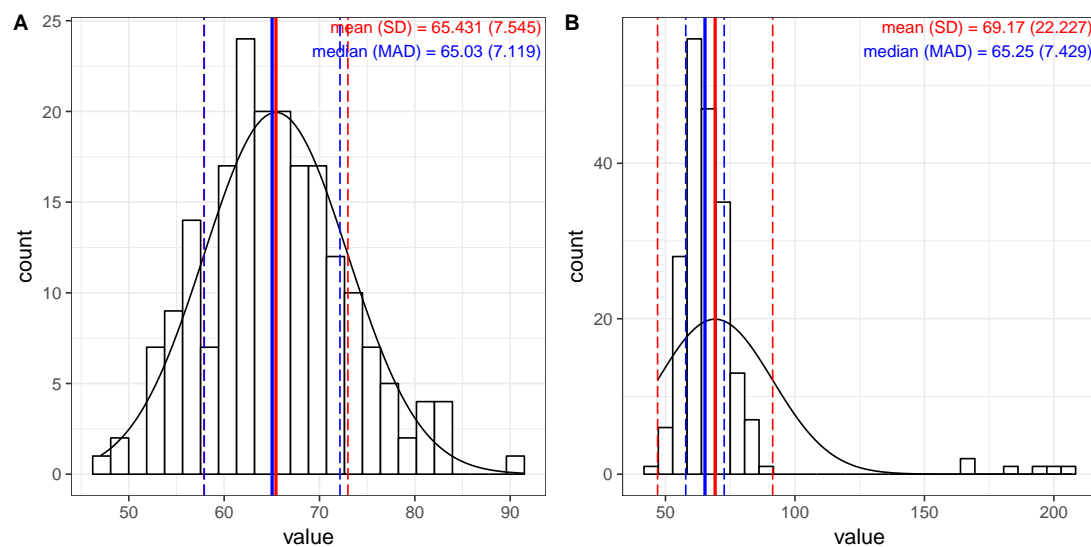 A
mean (SD) = 65.431 (7.545)
median (MAD) = 65.03 (7.119)
25
20
15
10
5
0
count
50
60
70
80
90
value
B
mean (SD) = 69.17 (22.227)
median (MAD) = 65.25 (7.429)
40
20
0
count
50
100
150
200
value